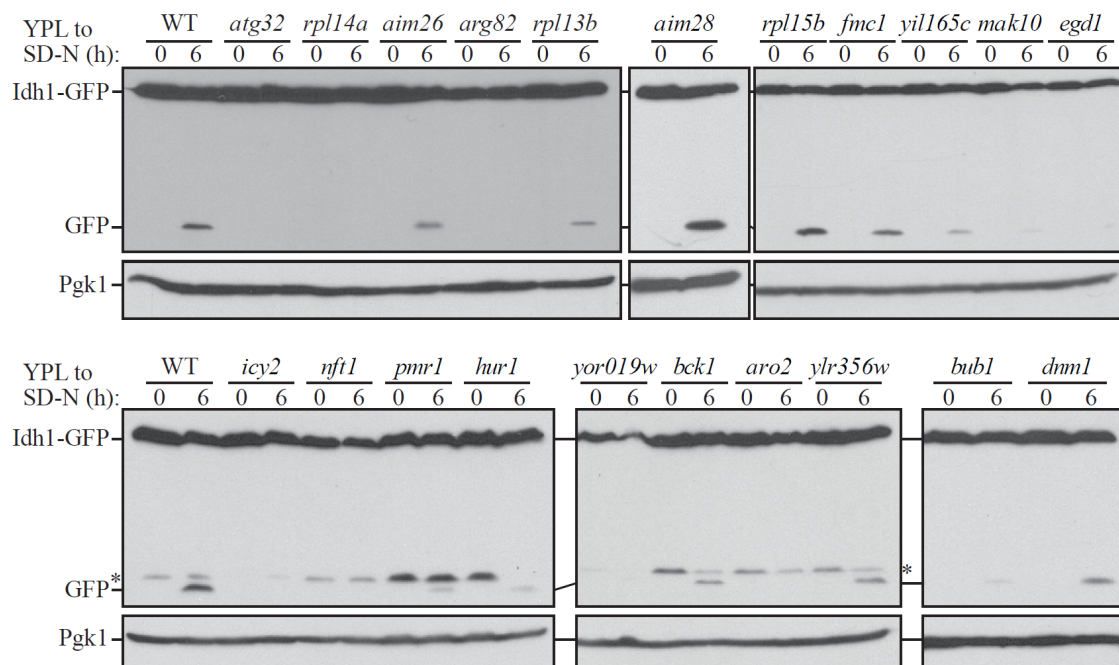 YPL to WT atg32 rpl14a aim26 arg82 rpl13b aim28 rpl15b fmc1 yil165c mak10 egd1
SD-N (h): 0 6 0 6 0 6 0 6 0 6 0 6 0 6 0 6 0 6 0 6 0 6 0 6
Idh1-GFP
GFP
Pgk1
YPL to WT icy2 nft1 pmr1 hur1 yor019w bck1 aro2 ylr356w bub1 dnm1
SD-N (h): 0 6 0 6 0 6 0 6 0 6 0 6 0 6 0 6 0 6 0 6 0 6
Idh1-GFP
* *
GFP
Pgk1